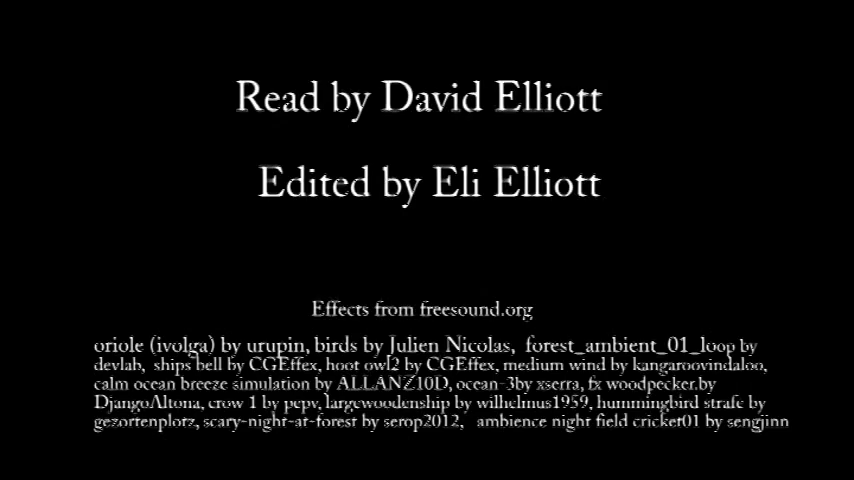 Read by David Elliott
Edited by Eli Elliott
Effects from freesound.org
oriole (ivolga) by urupin, birds by Julien Nicolas, forest_ambient_01_loop by
devlab, ships bell by CGEffex, hoot owl2 by CGEffex, medium wind by kangaroovindaloo,
calm ocean breeze simulation by ALLANZ10D, ocean-3by xserra, fx woodpecker.by
DjangoAltona, crow 1 by pepv, largewoodenship by wilhelmus1959, hummingbird strafe by
gezortenplotz, scary-night-at-forest by serop2012, ambience night field cricket01 by sengjinn